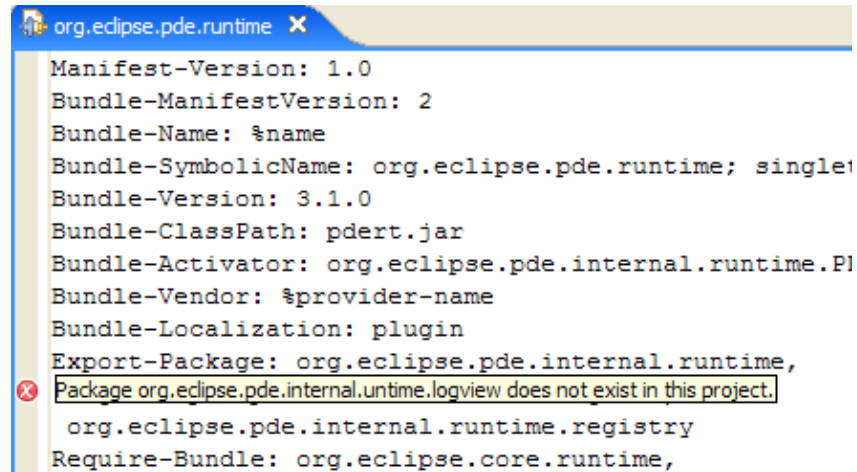 org.eclipse.pde.runtime
Manifest-Version: 1.0
Bundle-ManifestVersion: 2
Bundle-Name: %name
Bundle-SymbolicName: org.eclipse.pde.runtime; singlet
Bundle-Version: 3.1.0
Bundle-ClassPath: pdert.jar
Bundle-Activator: org.eclipse.pde.internal.runtime.P
Bundle-Vendor: %provider-name
Bundle-Localization: plugin
Export-Package: org.eclipse.pde.internal.runtime,
Package org.eclipse.pde.internal.untime.logview does not exist in this project.
org.eclipse.pde.internal.runtime.registry
Require-Bundle: org.eclipse.core.runtime,